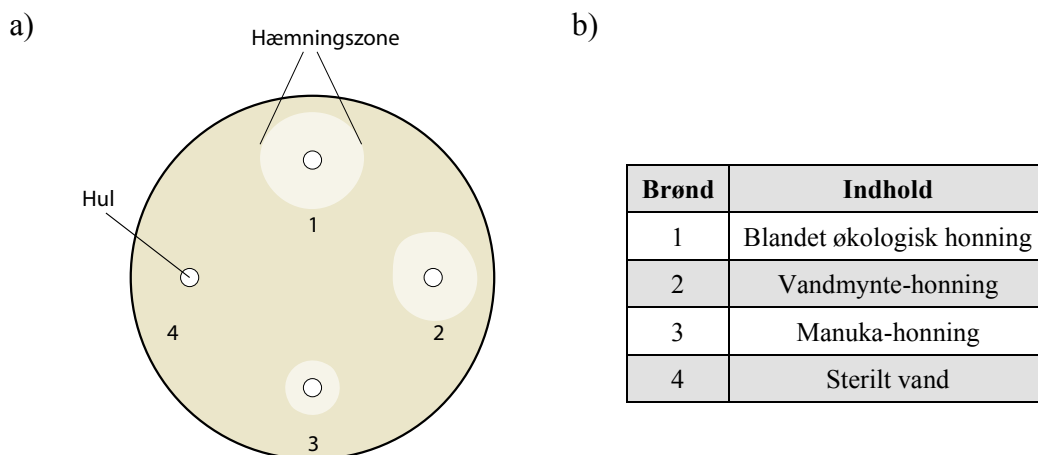 a)
Hæmningszone
Hul
1
2
3
4
b)
Brønd Indhold
1 Blandet økologisk honning
2 Vandmynte-honning
3 Manuka-honning
4 Sterilt vand